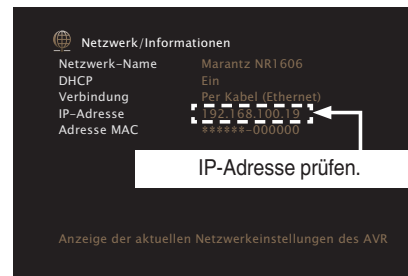 Netzwerk/Informationen
Netzwerk-Name Marantz NR1606
DHCP Ein
Verbindung Per Kabel (Ethernet)
IP-Adresse 192.168.100.19
Adresse MAC ******-000000
IP-Adresse prüfen.
Anzeige der aktuellen Netzwerkeinstellungen des AVR